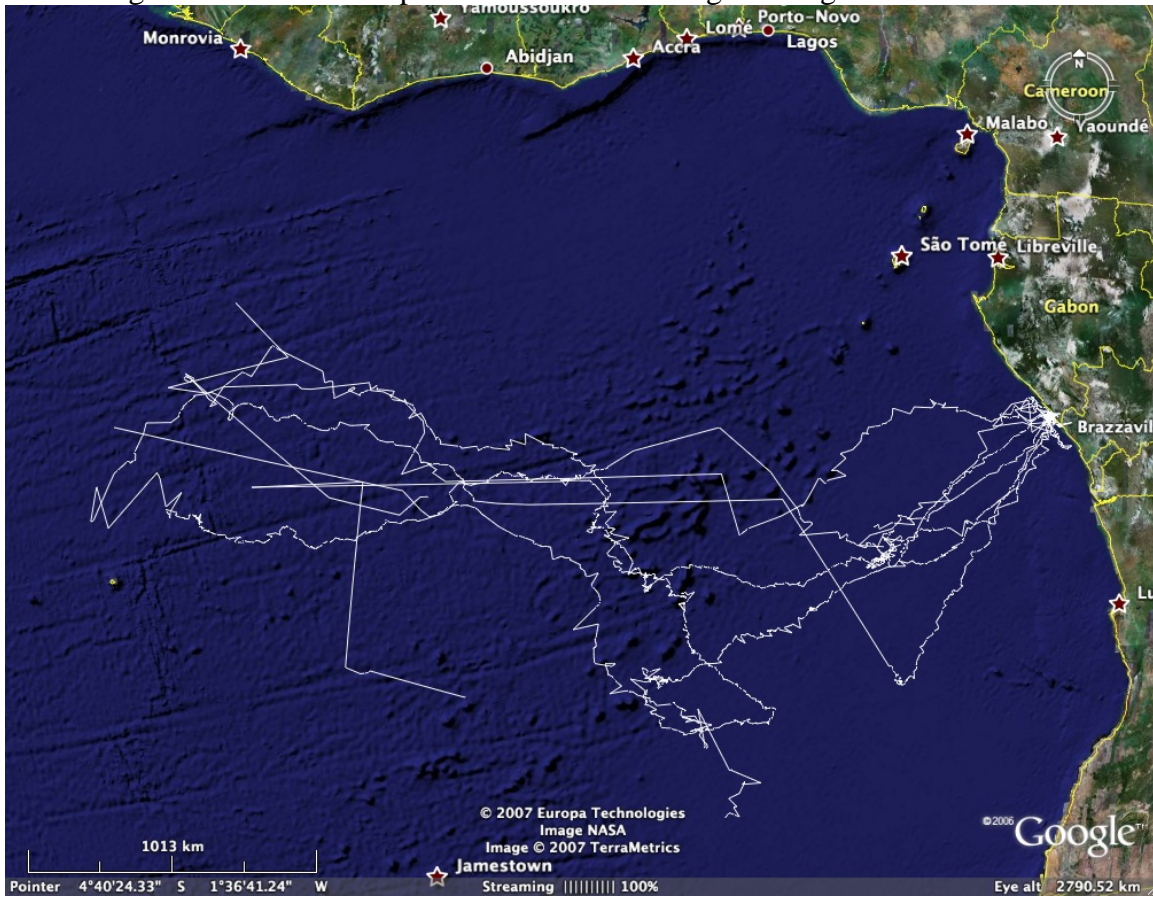 Yamoussoukro
Monrovia
Abidjan
Accra
Lomé
Porto-Novo
Lagos
N
Cameroon
Malabo
Yaoundé
São Tomé
Libreville
Gabon
Brazzavil
Lu
© 2007 Europa Technologies
Image NASA
Image © 2007 TerraMetrics
©2006 Google™
1013 km
Jamestown
Pointer 4°40'24.33" S 1°36'41.24" W Streaming |||||||||| 100% Eye alt 2790.52 km